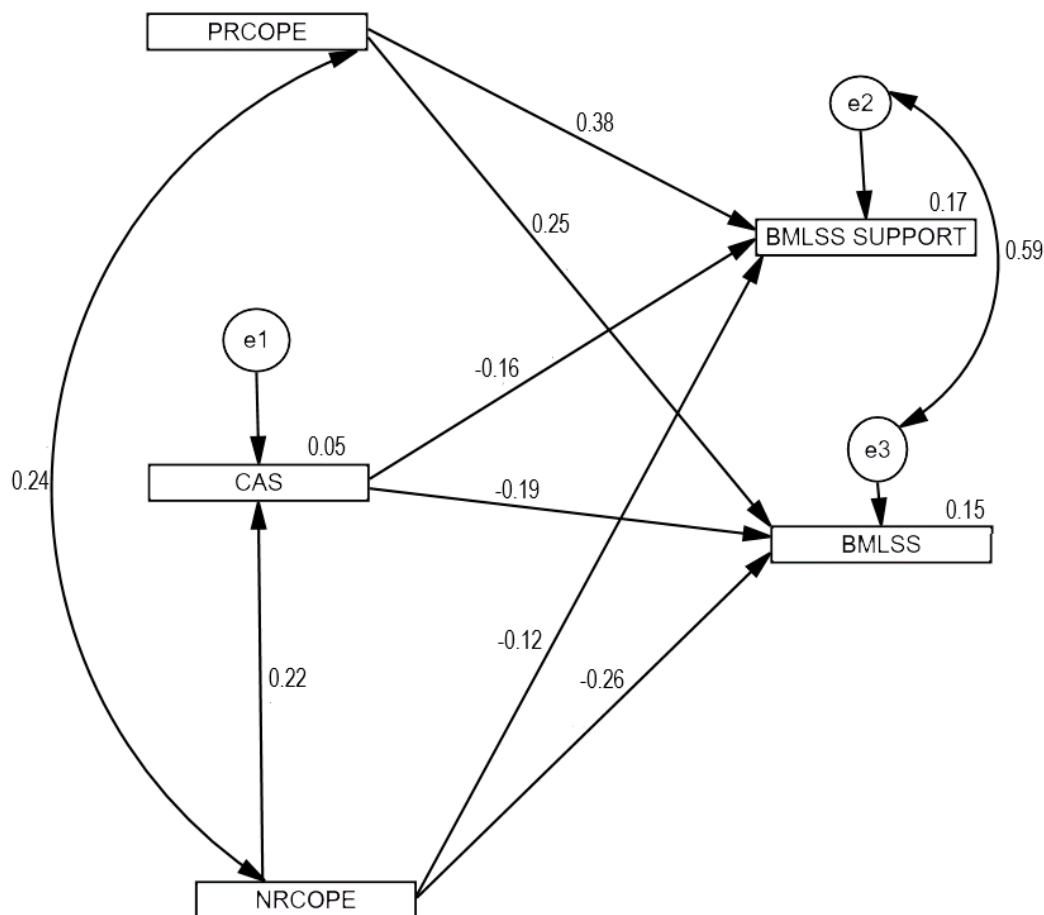 PRCOPE
e2
0.38
0.17
0.25
BMLSS SUPPORT
0.59
e1
-0.16
0.05
e3
0.24
CAS
-0.19
0.15
BMLSS
-0.12
0.22
-0.26
NRCOPE